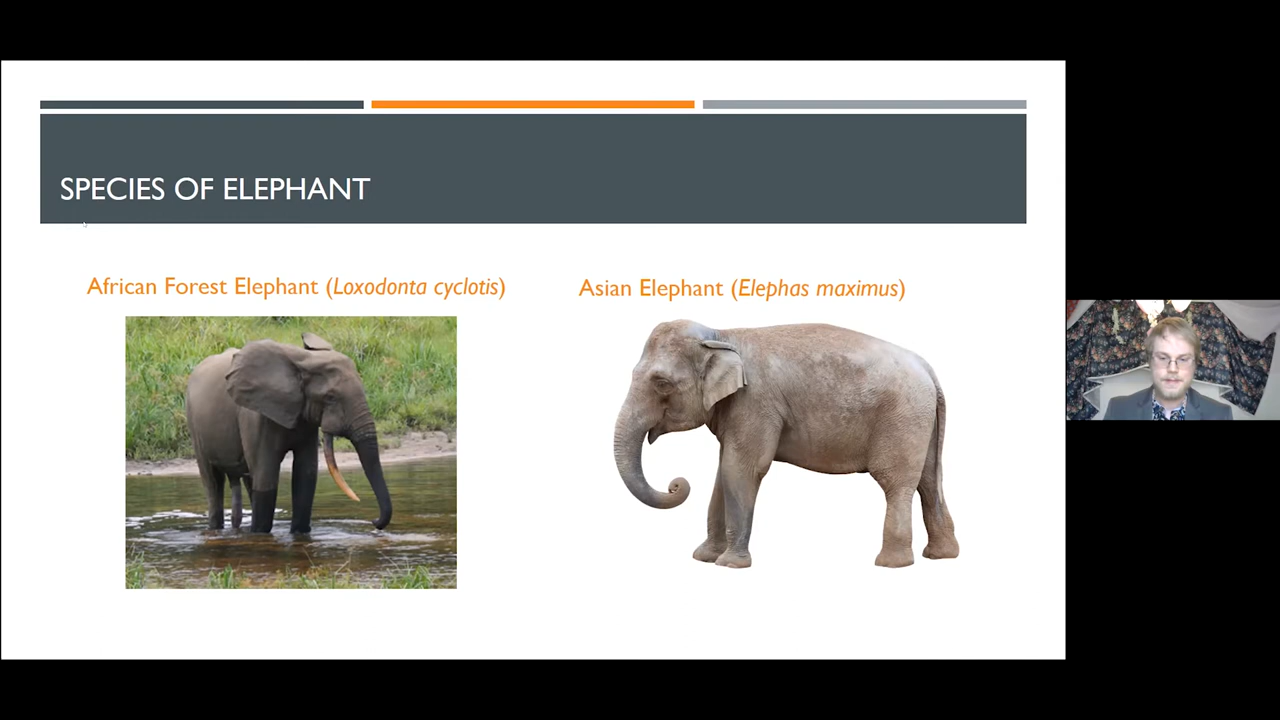 SPECIES OF ELEPHANT
African Forest Elephant (Loxodonta cyclotis)
Asian Elephant (Elephas maximus)